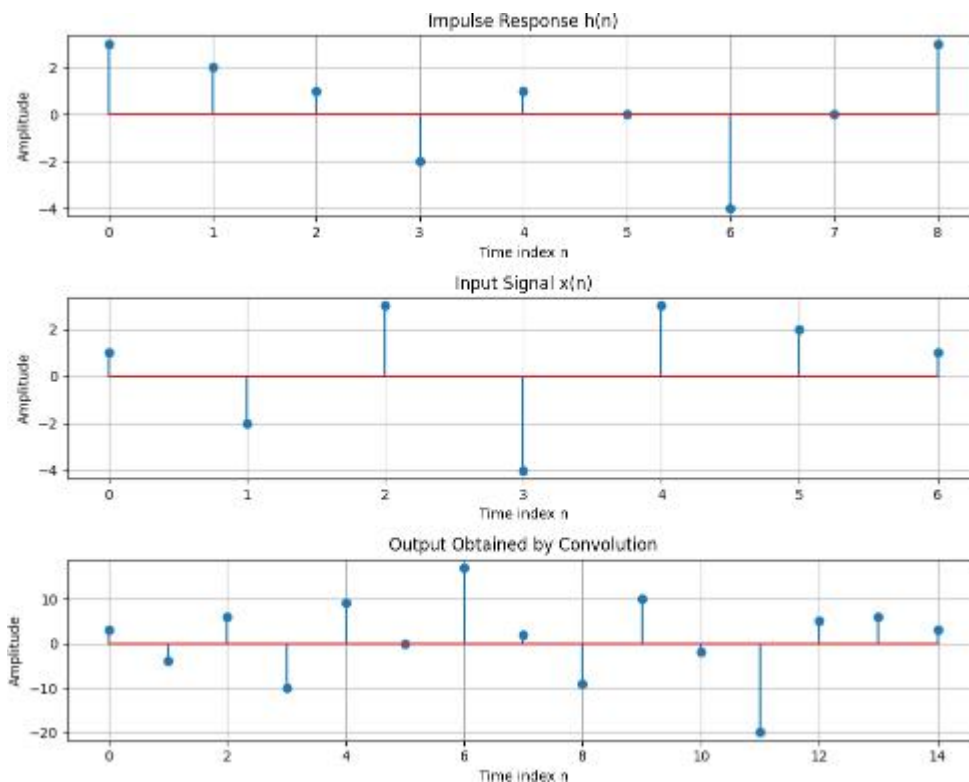 Impulse Response h(n)
2
0
−2
−4
Amplitude
0 1 2 3 4 5 6 7 8
Time index n
Input Signal x(n)
2
0
−2
−4
Amplitude
0 1 2 3 4 5 6
Time index n
Output Obtained by Convolution
10
0
−10
−20
Amplitude
0 2 4 6 8 10 12 14
Time index n